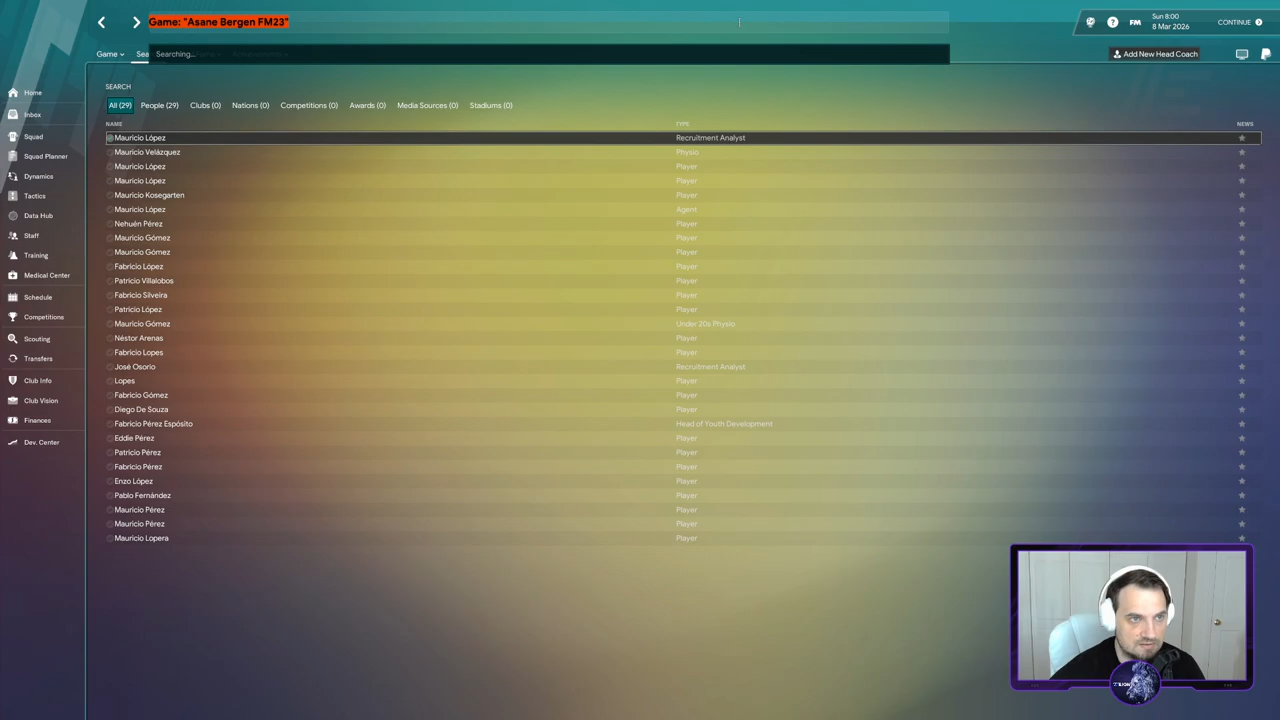 Game: "Asane Bergen FM23"
FM
Sun 8:00
8 Mar 2026
CONTINUE
Game
Sea
Searching...
Add New Head Coach
SEARCH
Home
Inbox
Squad
Squad Planner
Dynamics
Tactics
Data Hub
Staff
Training
Medical Center
Schedule
Competitions
Scouting
Transfers
Club Info
Club Vision
Finances
Dev. Center
All (29) People (29) Clubs (0) Nations (0) Competitions (0) Awards (0) Media Sources (0) Stadiums (0)
NAME TYPE NEWS
Mauricio López Recruitment Analyst
Mauricio Velázquez Physio
Mauricio López Player
Mauricio López Player
Mauricio Kosegarten Player
Mauricio López Agent
Nehuén Pérez Player
Mauricio Gómez Player
Mauricio Gómez Player
Fabricio López Player
Patricio Villalobos Player
Fabricio Silveira Player
Patricio López Player
Mauricio Gómez Under 20s Physio
Néstor Arenas Player
Fabricio Lopes Player
José Osorio Recruitment Analyst
Lopes Player
Fabricio Gómez Player
Diego De Souza Player
Fabricio Pérez Espósito Head of Youth Development
Eddie Pérez Player
Patricio Pérez Player
Fabricio Pérez Player
Enzo López Player
Pablo Fernández Player
Mauricio Pérez Player
Mauricio Pérez Player
Mauricio Lopera Player